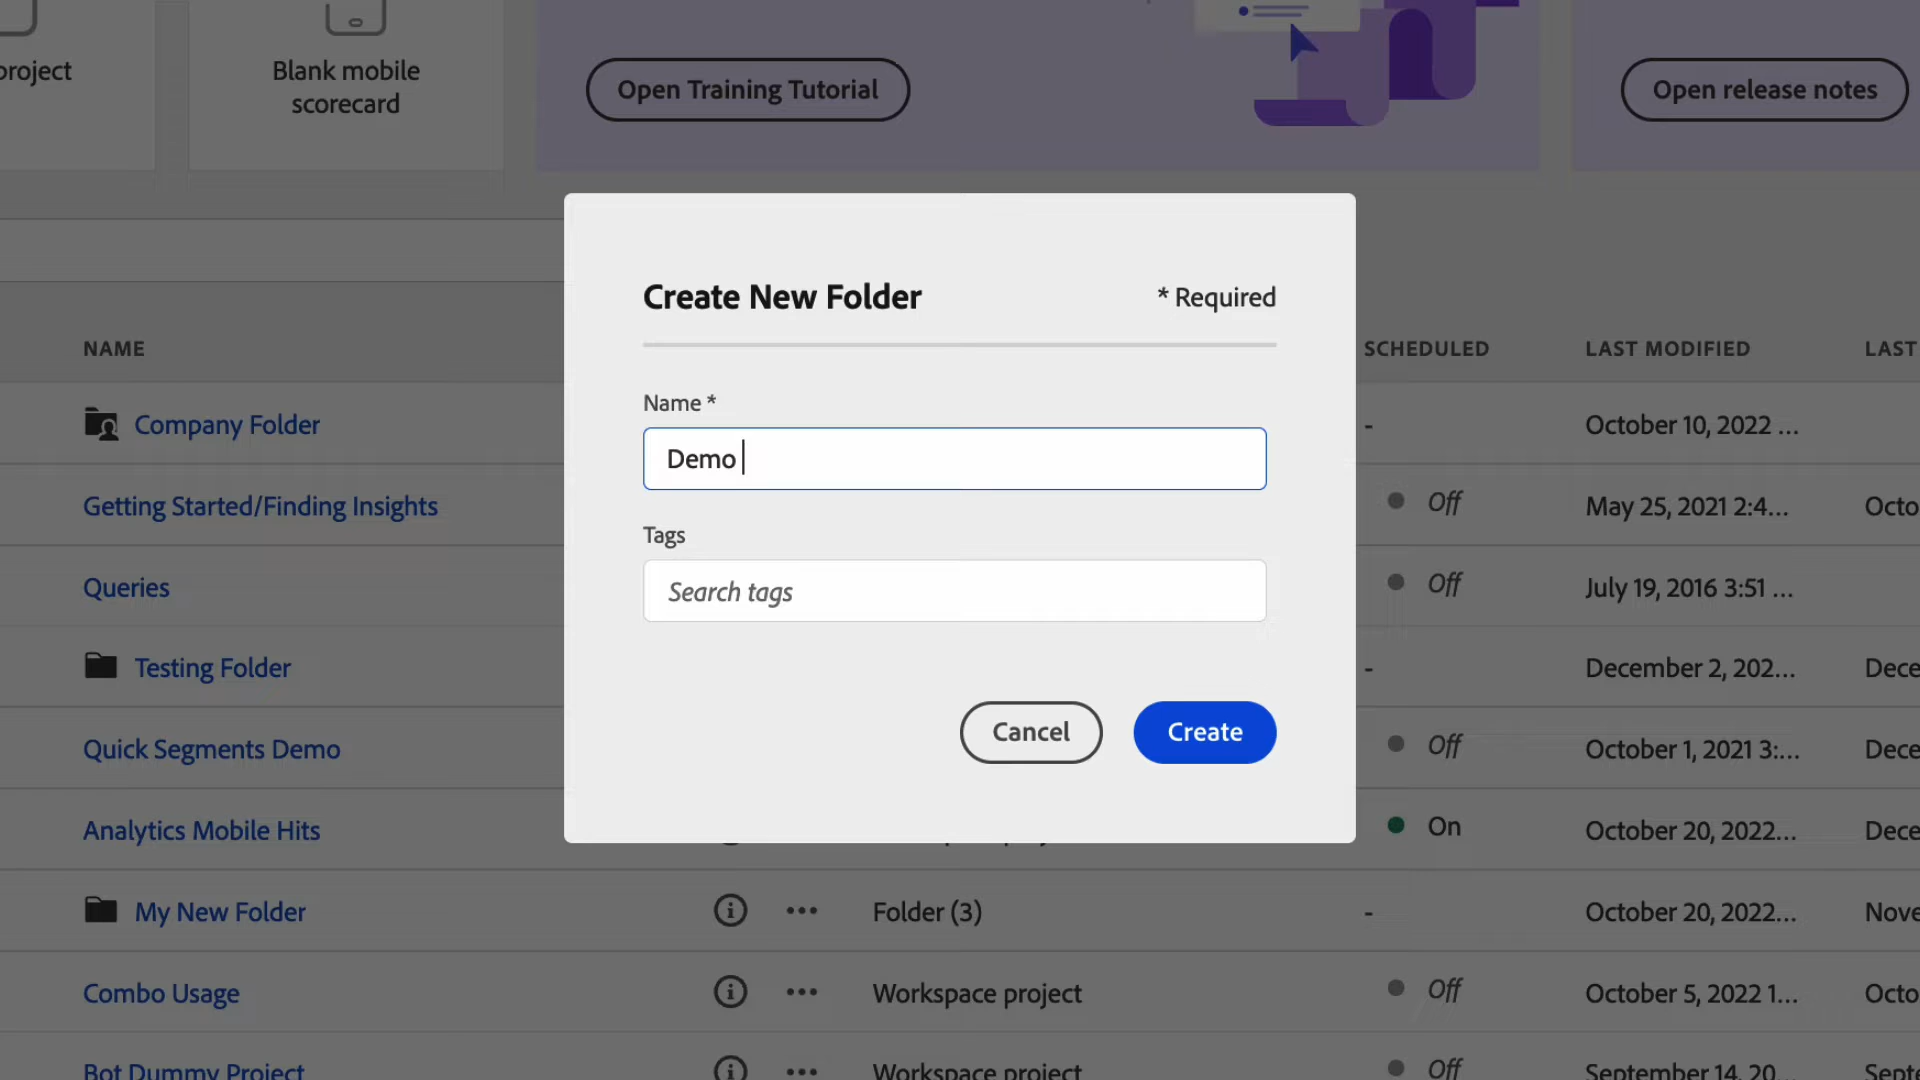 project
Blank mobile
scorecard
Open Training Tutorial
Open release notes
Create New Folder
* Required
Name *
Demo
Tags
Search tags
Cancel
Create
NAME
SCHEDULED
LAST MODIFIED
LAST
Company Folder
-
October 10, 2022 ...
Getting Started/Finding Insights
Off
May 25, 2021 2:4...
Octo
Queries
Off
July 19, 2016 3:51 ...
Testing Folder
-
December 2, 202...
Dece
Quick Segments Demo
Off
October 1, 2021 3:...
Dece
Analytics Mobile Hits
On
October 20, 2022...
Dece
My New Folder
Folder (3)
-
October 20, 2022...
Nove
Combo Usage
Workspace project
Off
October 5, 2022 1...
Octo
Bot Dummy Project
Workspace project
Off
September 14, 20...
Sept